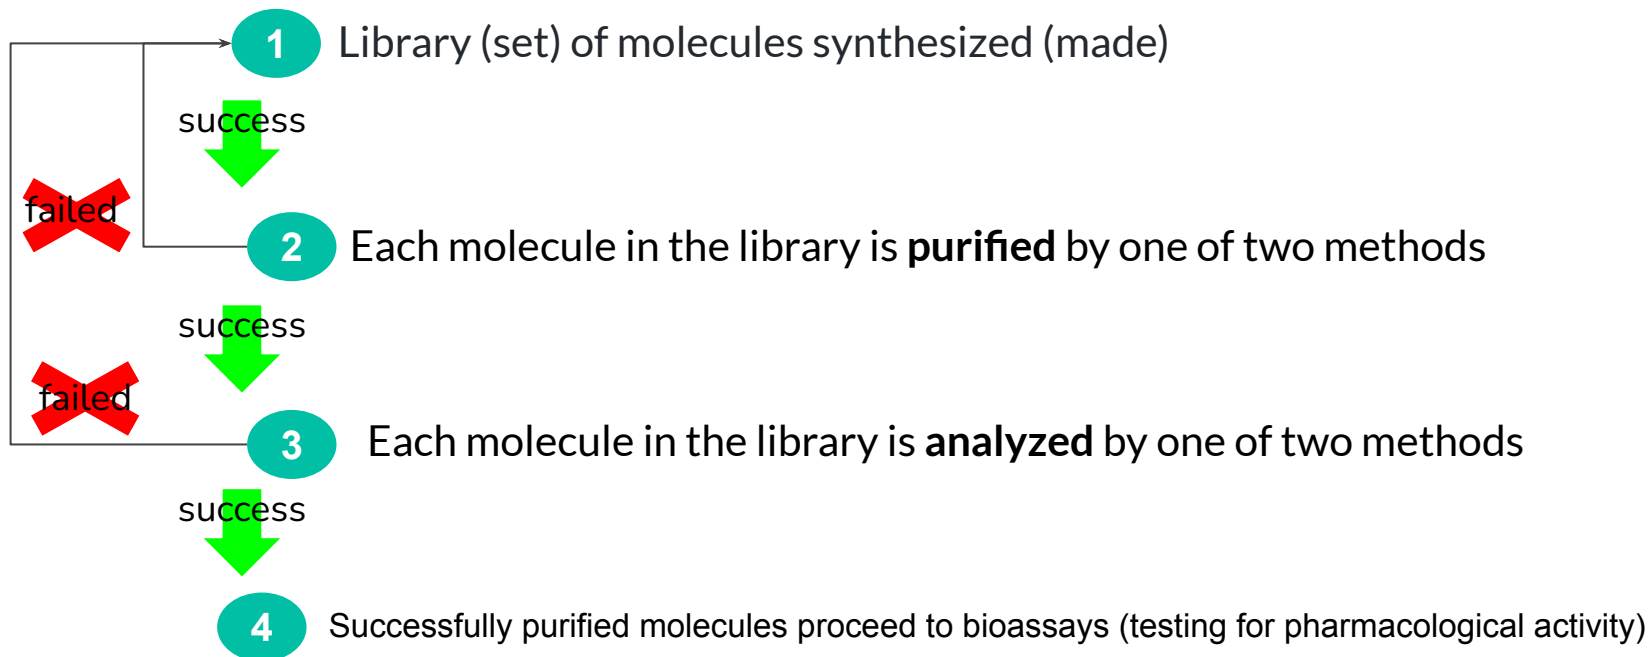 1 Library (set) of molecules synthesized (made)
success
failed
2 Each molecule in the library is purified by one of two methods
success
failed
3 Each molecule in the library is analyzed by one of two methods
success
4 Successfully purified molecules proceed to bioassays (testing for pharmacological activity)